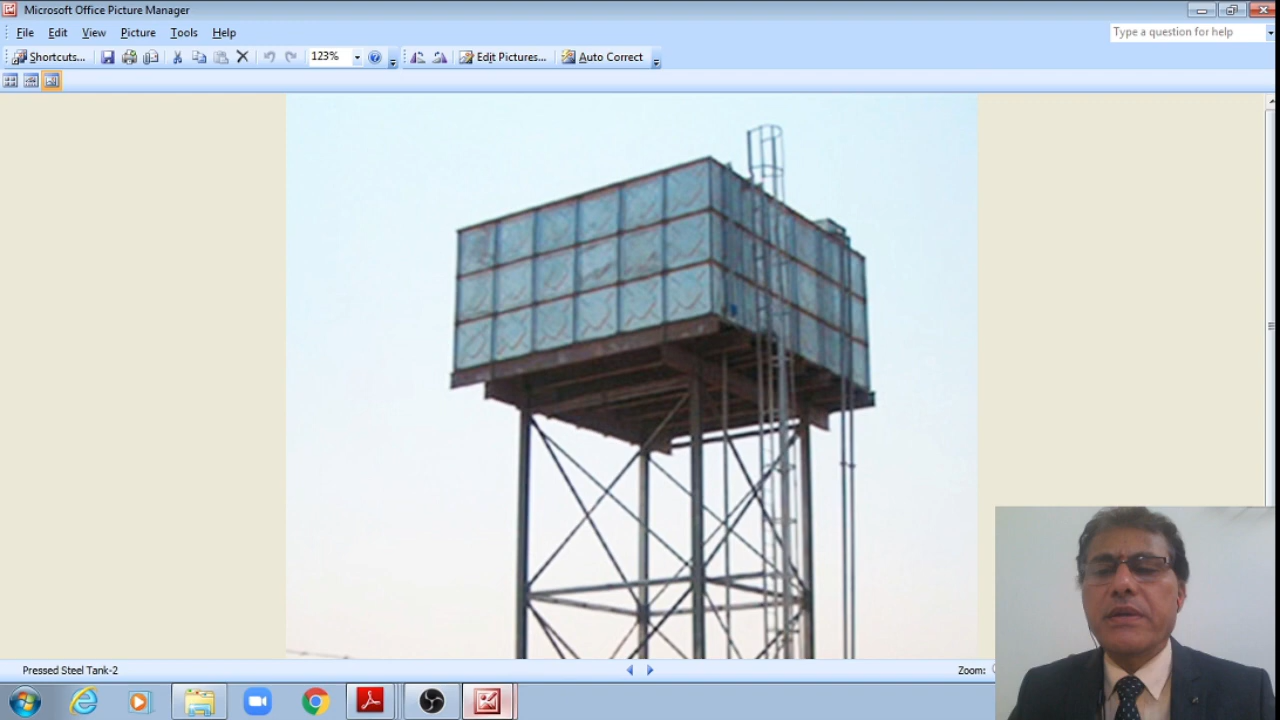 Microsoft Office Picture Manager
File Edit View Picture Tools Help
Type a question for help
Shortcuts... 123% Edit Pictures... Auto Correct
Pressed Steel Tank-2
Zoom: